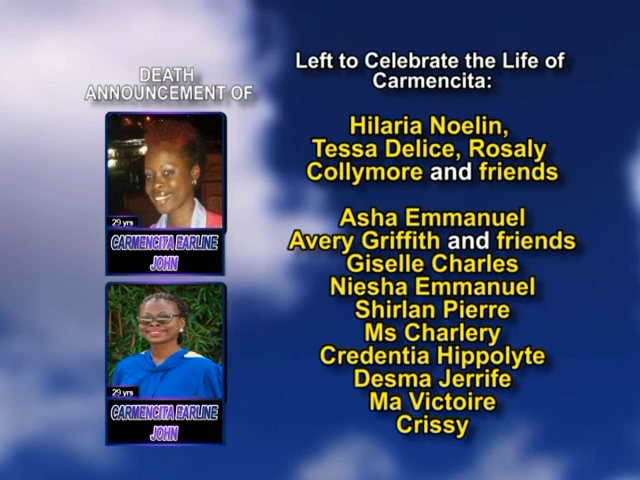 DEATH
ANNOUNCEMENT OF
29 yrs
CARMENCITA EARLINE
JOHN
29 yrs
CARMENCITA EARLINE
JOHN
Left to Celebrate the Life of
Carmencita:
Hilaria Noelin,
Tessa Delice, Rosaly
Collymore and friends
Asha Emmanuel
Avery Griffith and friends
Giselle Charles
Niesha Emmanuel
Shirlan Pierre
Ms Charlery
Credentia Hippolyte
Desma Jerrife
Ma Victoire
Crissy